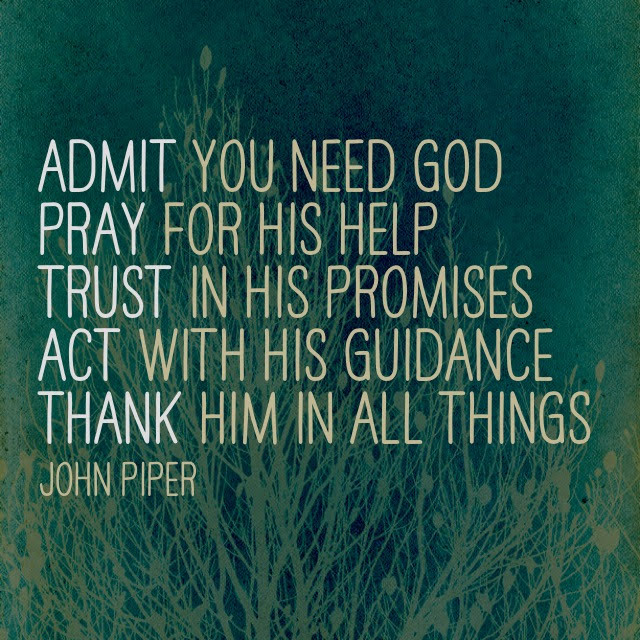 ADMIT YOU NEED GOD
PRAY FOR HIS HELP
TRUST IN HIS PROMISES
ACT WITH HIS GUIDANCE
THANK HIM IN ALL THINGS
JOHN PIPER